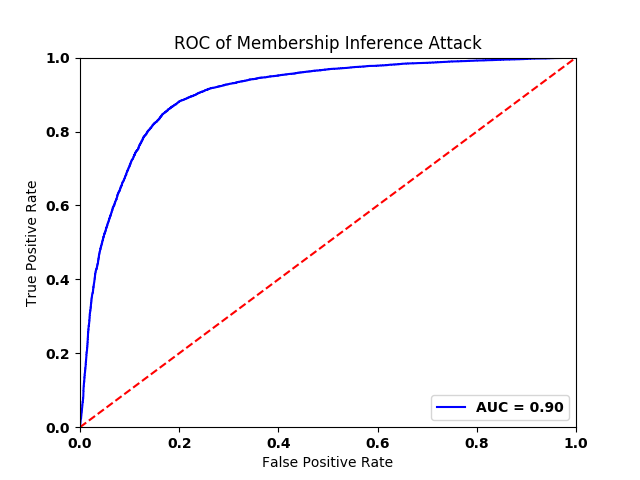 ROC of Membership Inference Attack
1.0
0.8
0.6
0.4
0.2
0.0
True Positive Rate
AUC = 0.90
0.0 0.2 0.4 0.6 0.8 1.0
False Positive Rate